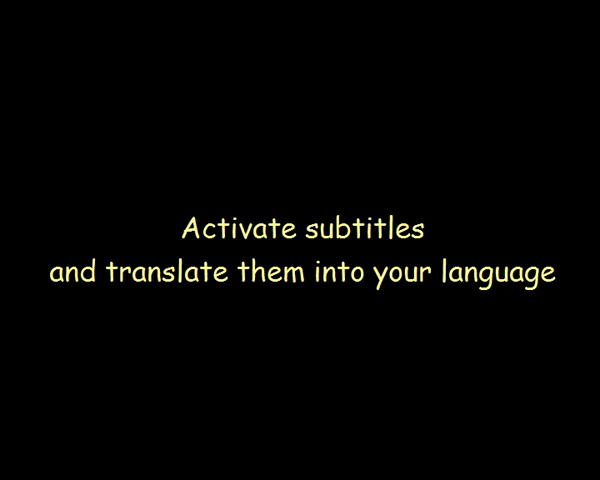 Activate subtitles
and translate them into your language